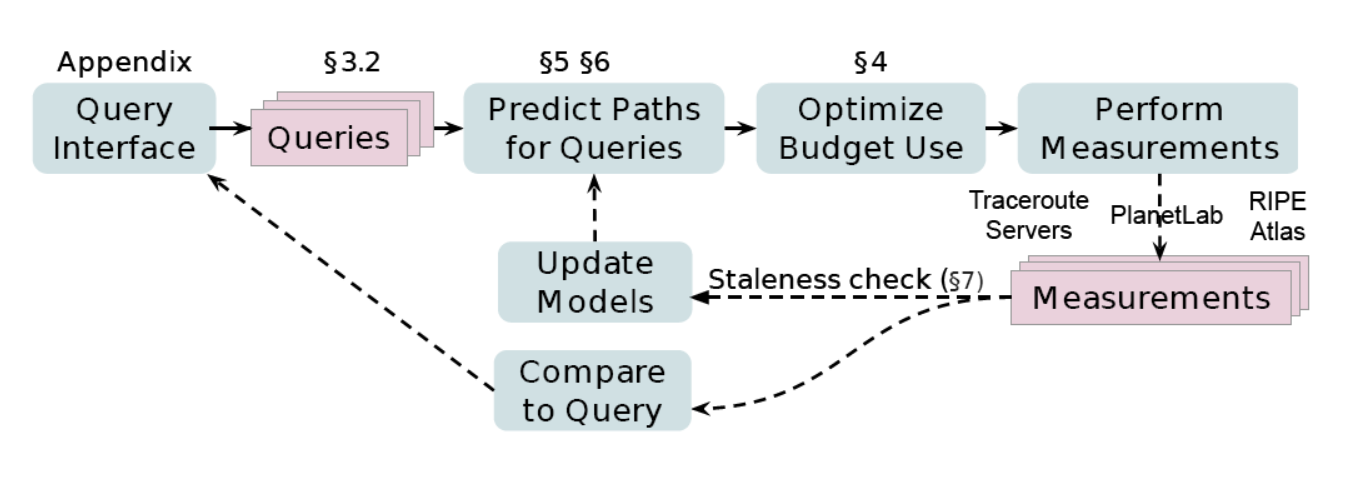 Appendix
§3.2
§5 §6
§4
Query
Interface
Queries
Predict Paths
for Queries
Optimize
Budget Use
Perform
Measurements
Traceroute
Servers
PlanetLab
RIPE
Atlas
Update
Models
Staleness check (§7)
Measurements
Compare
to Query